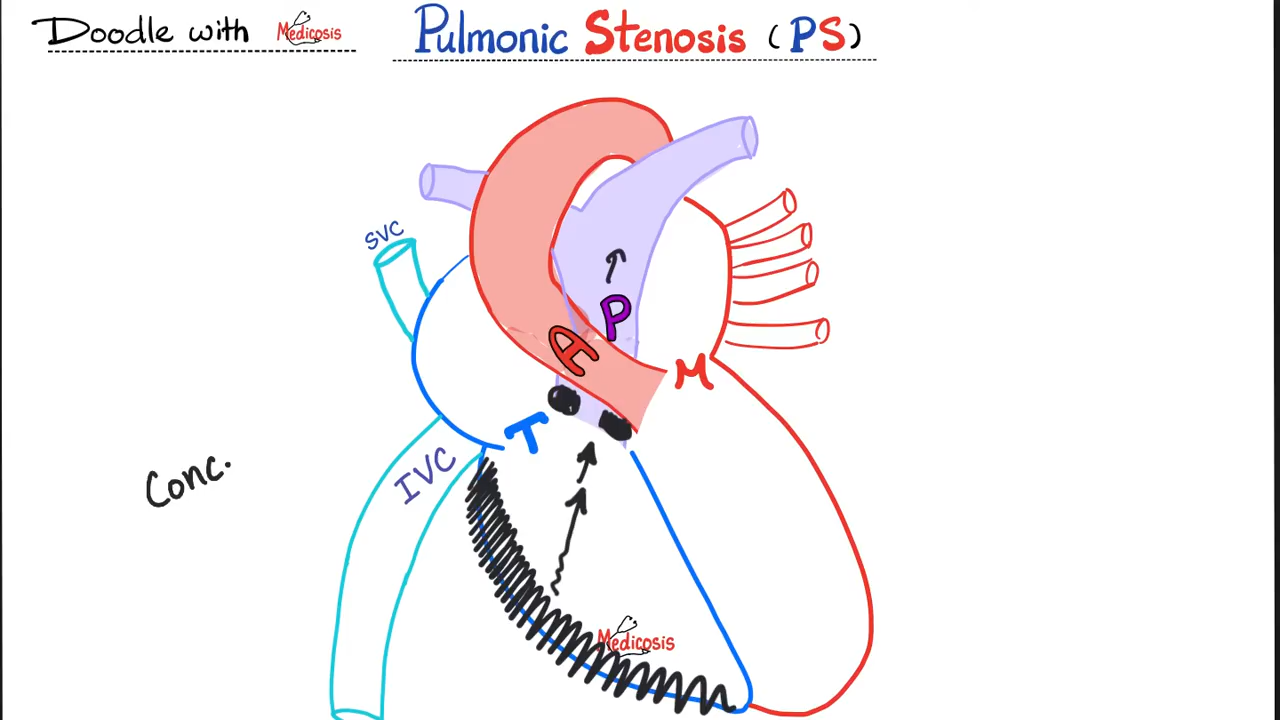 Doodle with Medicosis
Pulmonic Stenosis (PS)
SVC
P
A
M
T
IVC
Conc.
Medicosis